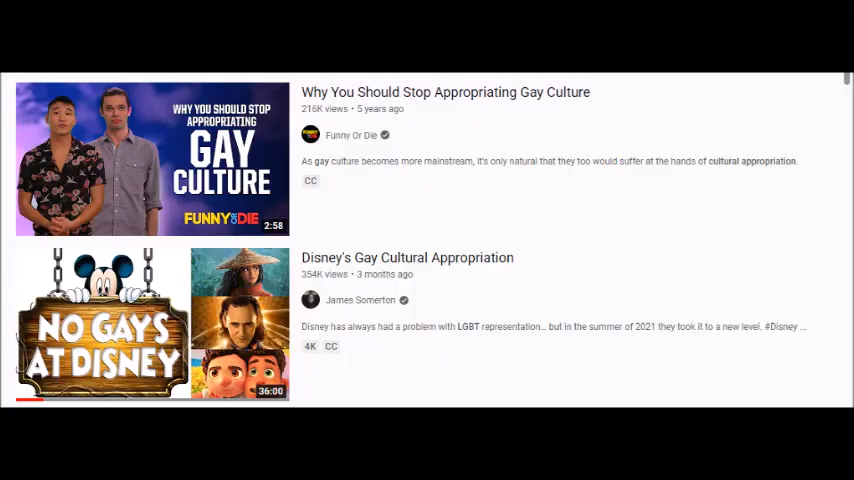 WHY YOU SHOULD STOP
APPROPRIATING
GAY
CULTURE
FUNNY OR DIE
2:58
Why You Should Stop Appropriating Gay Culture
216K views • 5 years ago
FUNNY OR DIE
Funny Or Die
As gay culture becomes more mainstream, it's only natural that they too would suffer at the hands of cultural appropriation.
CC
NO GAYS
AT DISNEY
36:00
Disney's Gay Cultural Appropriation
354K views • 3 months ago
James Somerton
Disney has always had a problem with LGBT representation... but in the summer of 2021 they took it to a new level. #Disney ...
4K CC